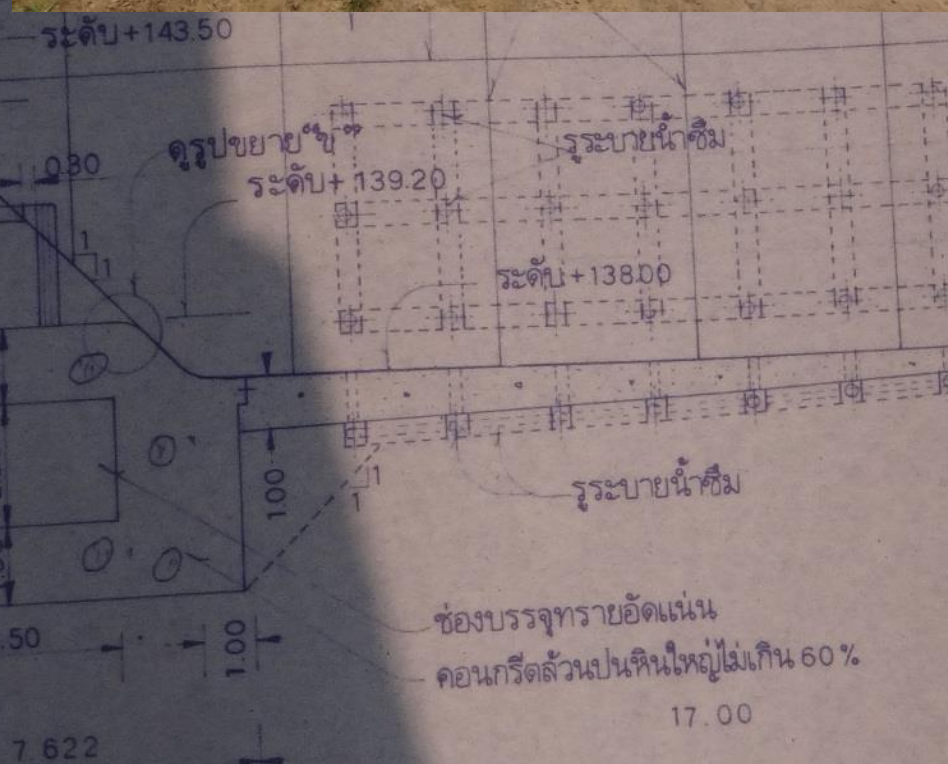 ระดับ+143.50
ดูรูปขยาย"ข"
รูระบายน้ำซึม
0.30
ระดับ+ 139.20
1
1
ระดับ+138.00
1
1
1.00
รูระบายน้ำซึม
ช่องบรรจุทรายอัดแน่น
.50
1.00
คอนกรีตล้วนปนหินใหญ่ไม่เกิน 60%
17.00
7.622